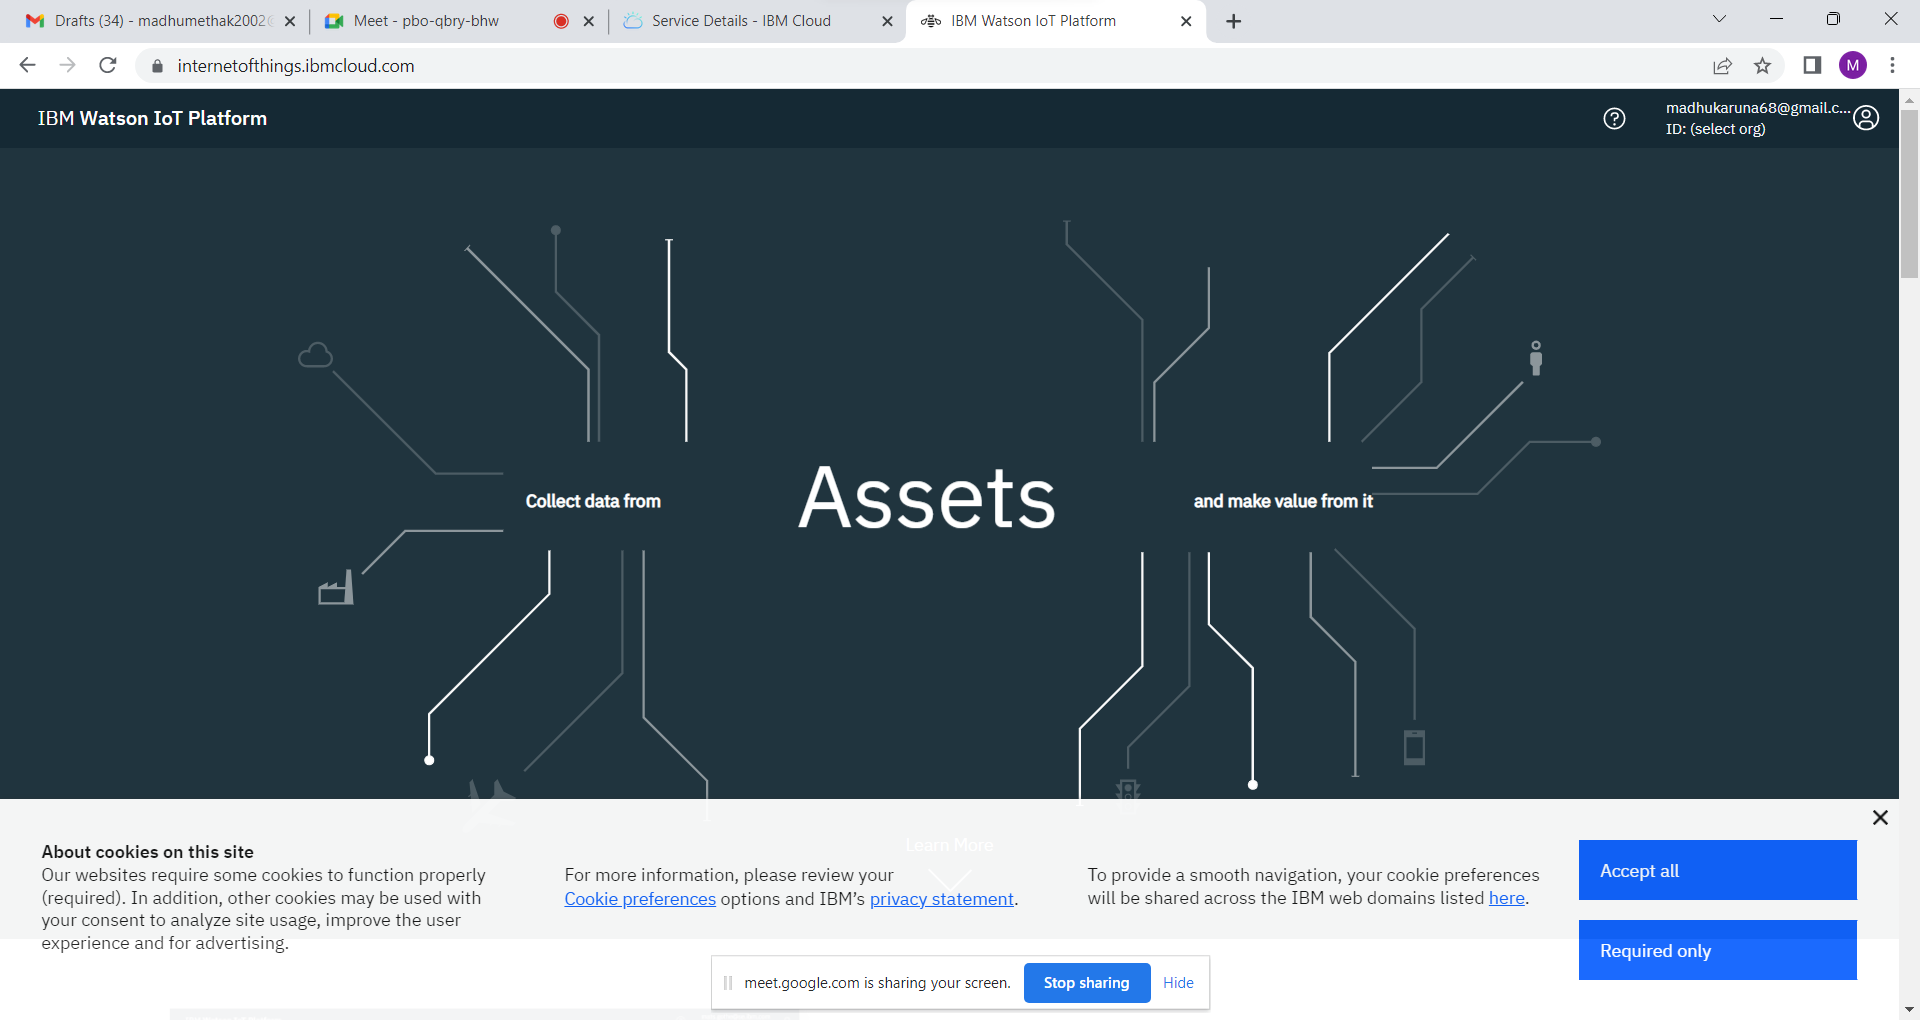 Drafts (34) - madhumethak2002
Meet - pbo-qbry-bhw
Service Details - IBM Cloud
IBM Watson IoT Platform
internetofthings.ibmcloud.com
M
IBM Watson IoT Platform
madhukaruna68@gmail.c...
ID: (select org)
Collect data from
Assets
and make value from it
Learn More
About cookies on this site
Our websites require some cookies to function properly
(required). In addition, other cookies may be used with
your consent to analyze site usage, improve the user
experience and for advertising.
For more information, please review your
Cookie preferences options and IBM's privacy statement.
To provide a smooth navigation, your cookie preferences
will be shared across the IBM web domains listed here.
Accept all
Required only
meet.google.com is sharing your screen.
Stop sharing
Hide